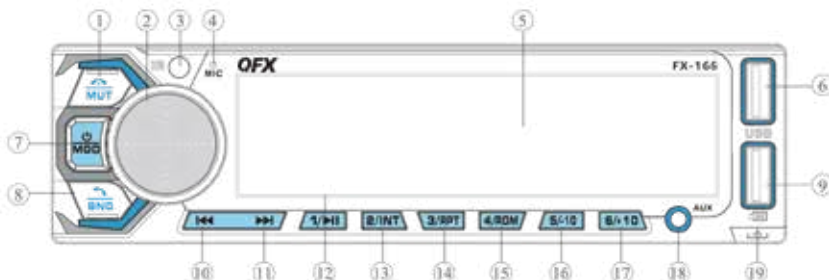 ① ② ③ ④ ⑤
IR MIC QFX FX-166
MUT
⑥
USB
⑦ MOD
⑧ BND
⑨
1/▶II 2/INT 3/RPT 4/RDM 5/-10 6/+10 AUX
⑩ ⑪ ⑫ ⑬ ⑭ ⑮ ⑯ ⑰ ⑱ ⑲